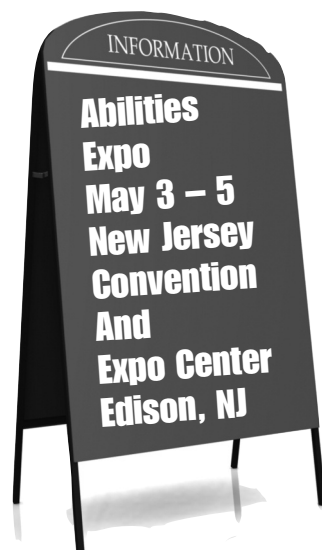 INFORMATION
Abilities
Expo
May 3 – 5
New Jersey
Convention
And
Expo Center
Edison, NJ